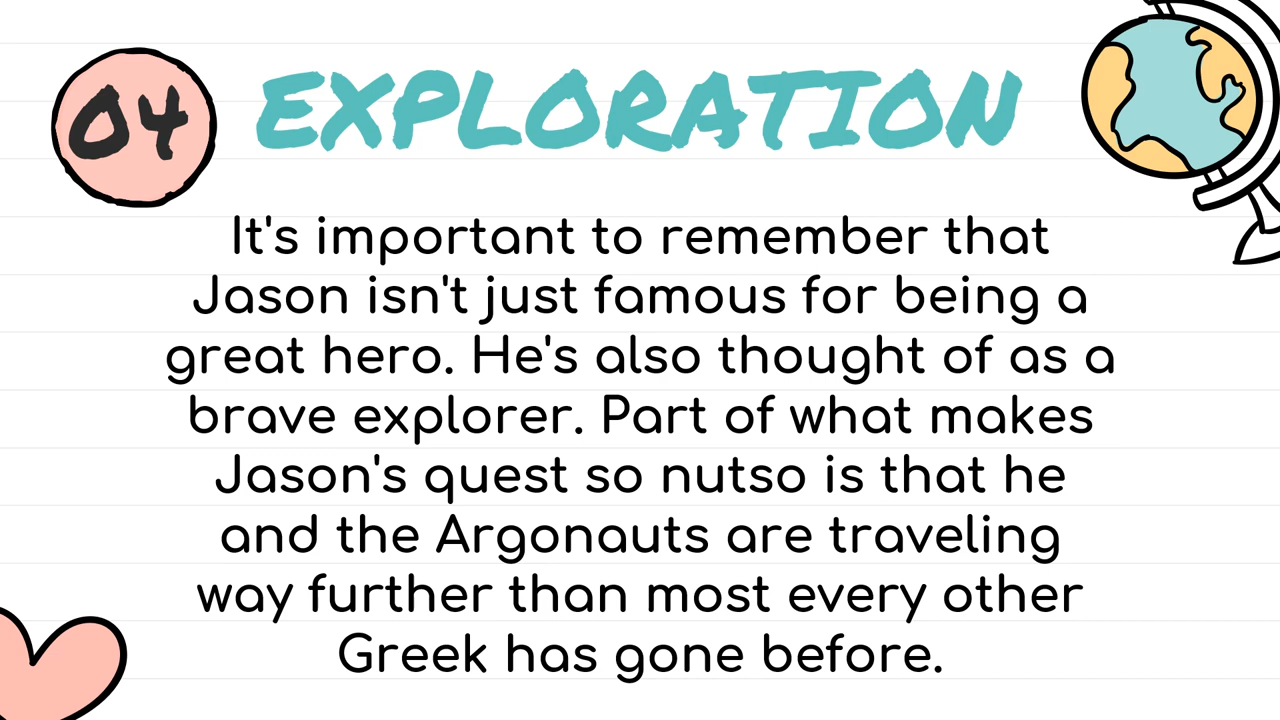 04 EXPLORATION
It's important to remember that
Jason isn't just famous for being a
great hero. He's also thought of as a
brave explorer. Part of what makes
Jason's quest so nutso is that he
and the Argonauts are traveling
way further than most every other
Greek has gone before.